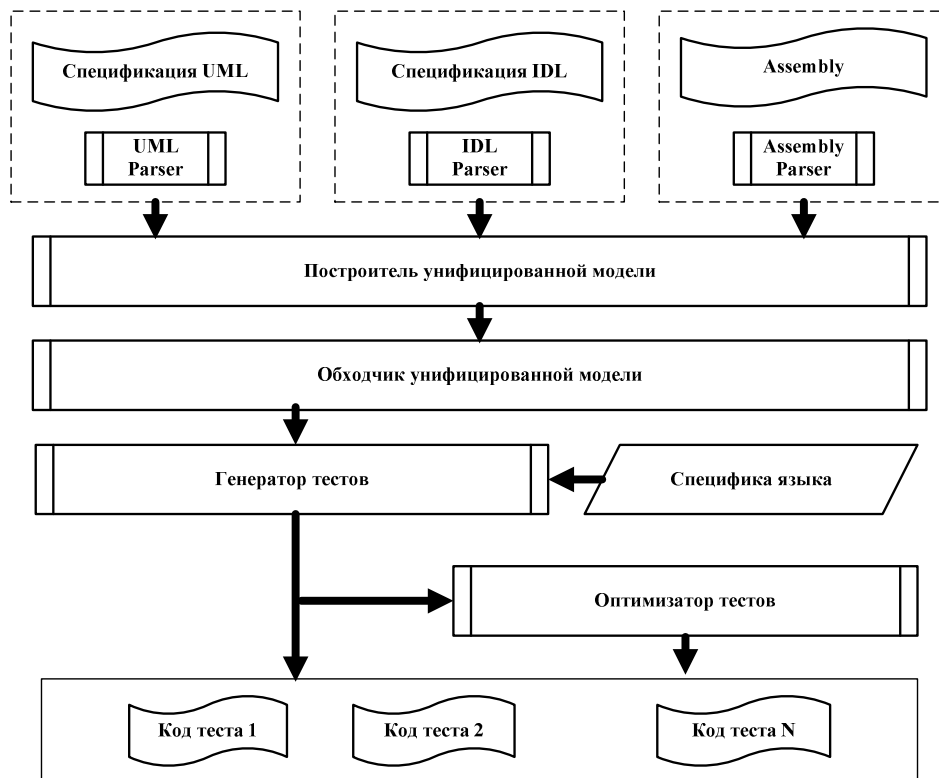 Спецификация UML
Спецификация IDL
Assembly
UML
Parser
IDL
Parser
Assembly
Parser
Построитель унифицированной модели
Обходчик унифицированной модели
Генератор тестов
Специфика языка
Оптимизатор тестов
Код теста 1
Код теста 2
Код теста N